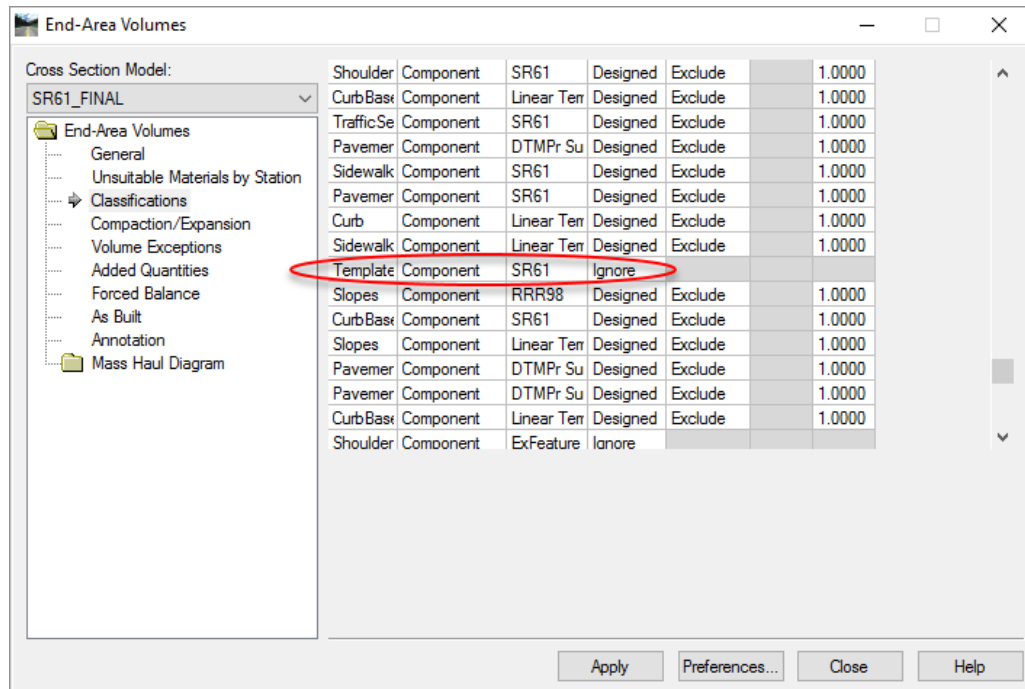 End-Area Volumes
Cross Section Model:
SR61_FINAL
End-Area Volumes
General
Unsuitable Materials by Station
Classifications
Compaction/Expansion
Volume Exceptions
Added Quantities
Forced Balance
As Built
Annotation
Mass Haul Diagram
Shoulder Component SR61 Designed Exclude 1.0000
CurbBase Component Linear Tem Designed Exclude 1.0000
TrafficSe Component SR61 Designed Exclude 1.0000
Pavemer Component DTMPr Su Designed Exclude 1.0000
Sidewalk Component SR61 Designed Exclude 1.0000
Pavemer Component SR61 Designed Exclude 1.0000
Curb Component Linear Tem Designed Exclude 1.0000
Sidewalk Component Linear Tem Designed Exclude 1.0000
Template Component SR61 Ignore
Slopes Component RRR98 Designed Exclude 1.0000
CurbBase Component SR61 Designed Exclude 1.0000
Slopes Component Linear Tem Designed Exclude 1.0000
Pavemer Component DTMPr Su Designed Exclude 1.0000
Pavemer Component DTMPr Su Designed Exclude 1.0000
CurbBase Component Linear Tem Designed Exclude 1.0000
Shoulder Component ExFeature Ignore
Apply Preferences... Close Help